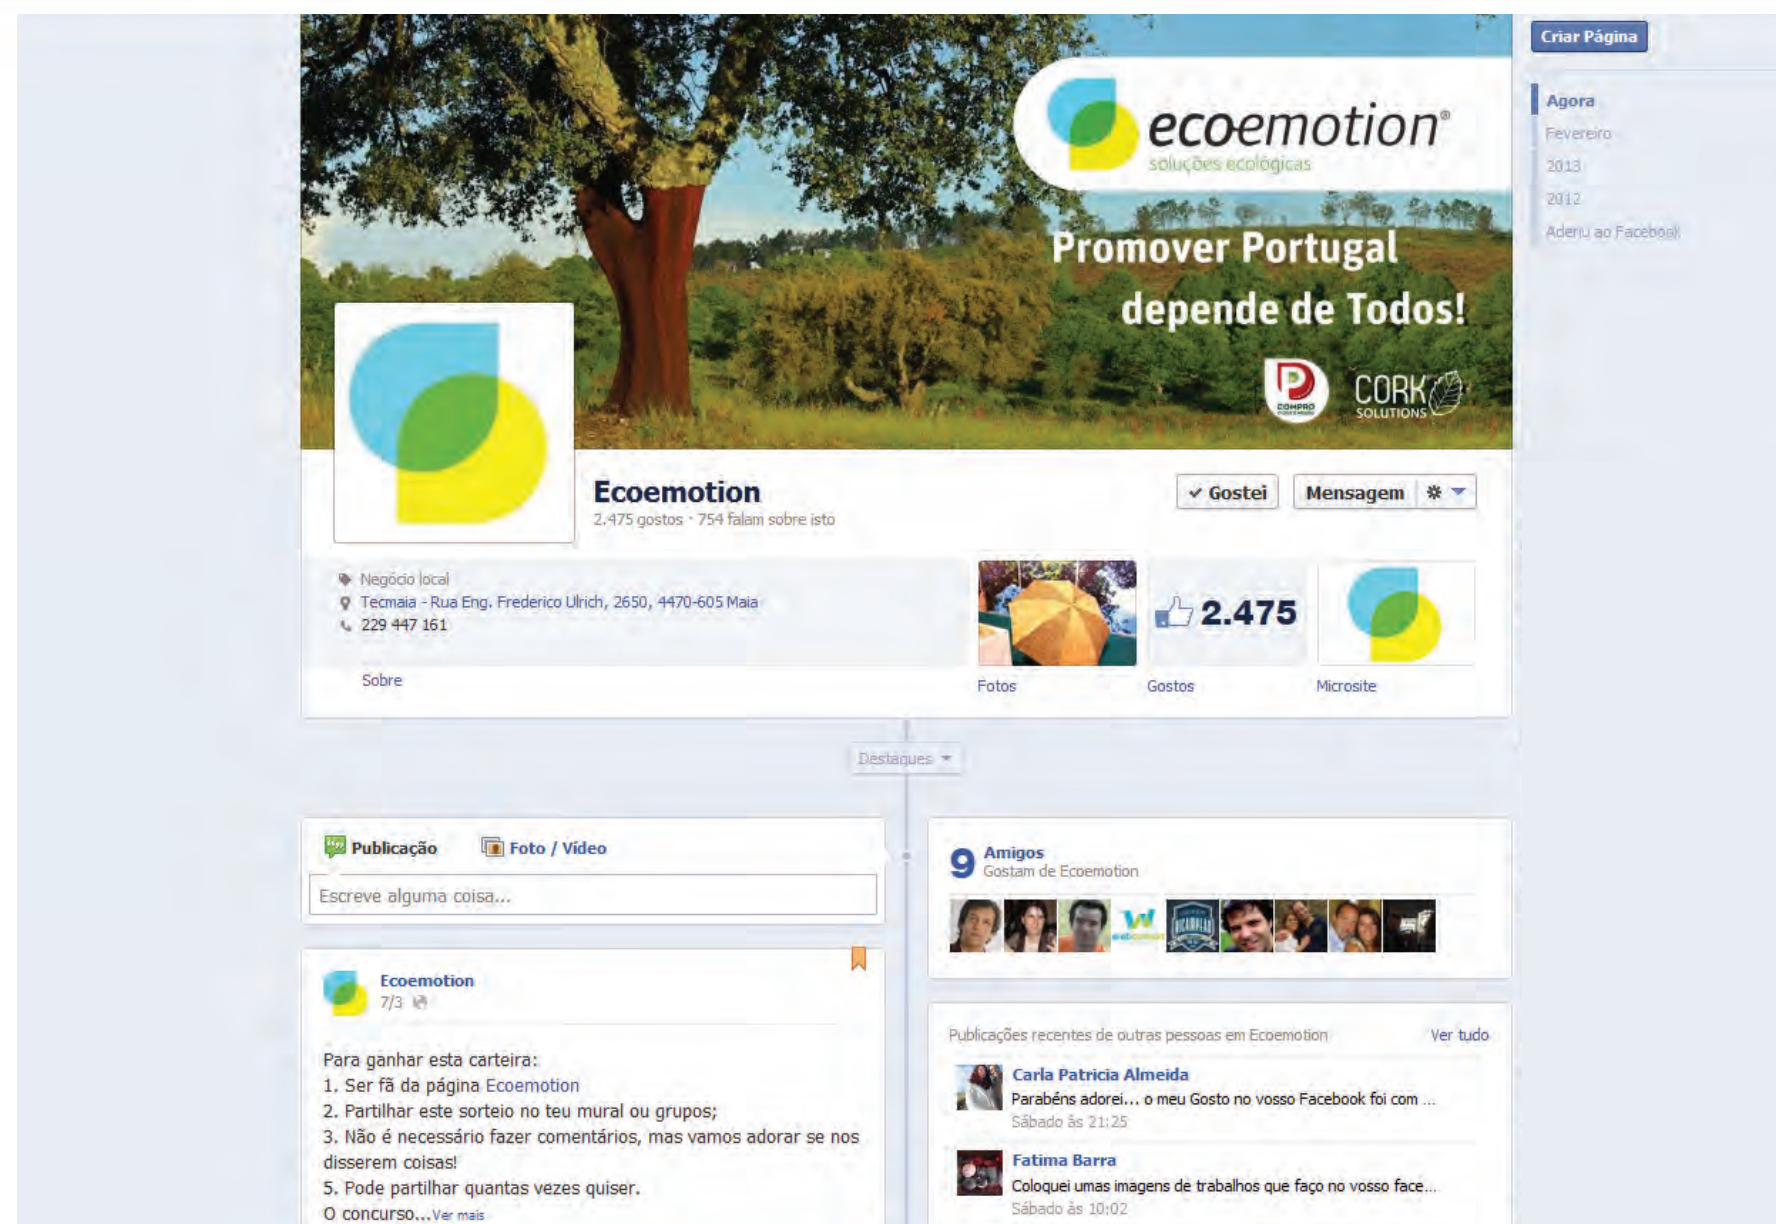 Criar Página
Agora
Fevereiro
2013
2012
Aderiu ao Facebook
ecoemotion®
soluções ecológicas
Promover Portugal
depende de Todos!
COMPRO
CORK
SOLUTIONS
Ecoemotion
2.475 gostos · 754 falam sobre isto
Gostei
Mensagem
Negócio local
Tecmaia - Rua Eng. Frederico Ulrich, 2650, 4470-605 Maia
229 447 161
Sobre
2.475
Fotos
Gostos
Microsite
Destaques
Publicação
Foto / Vídeo
Escreve alguma coisa...
Ecoemotion
7/3
Para ganhar esta carteira:
1. Ser fã da página Ecoemotion
2. Partilhar este sorteio no teu mural ou grupos;
3. Não é necessário fazer comentários, mas vamos adorar se nos
disserem coisas!
5. Pode partilhar quantas vezes quiser.
O concurso...Ver mais
9 Amigos
Gostam de Ecoemotion
Publicações recentes de outras pessoas em Ecoemotion
Ver tudo
Carla Patricia Almeida
Parabéns adorei... o meu Gosto no vosso Facebook foi com ...
Sábado às 21:25
Fatima Barra
Coloquei umas imagens de trabalhos que faço no vosso face...
Sábado às 10:02